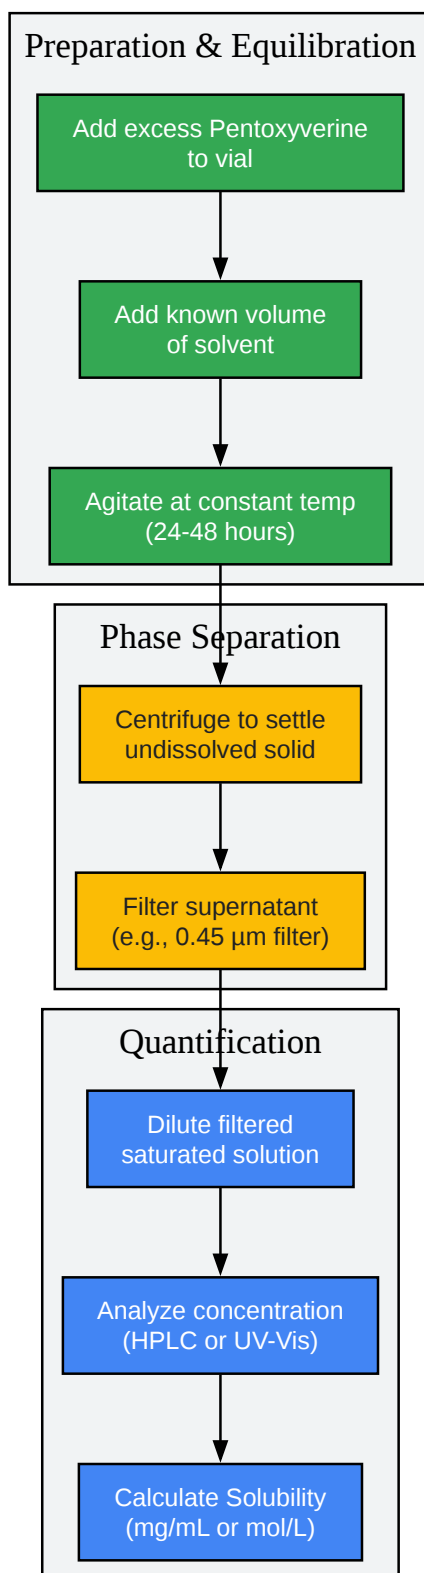 Preparation & Equilibration
Add excess Pentoxyverine
to vial
Add known volume
of solvent
Agitate at constant temp
(24-48 hours)
Phase Separation
Centrifuge to settle
undissolved solid
Filter supernatant
(e.g., 0.45 µm filter)
Quantification
Dilute filtered
saturated solution
Analyze concentration
(HPLC or UV-Vis)
Calculate Solubility
(mg/mL or mol/L)